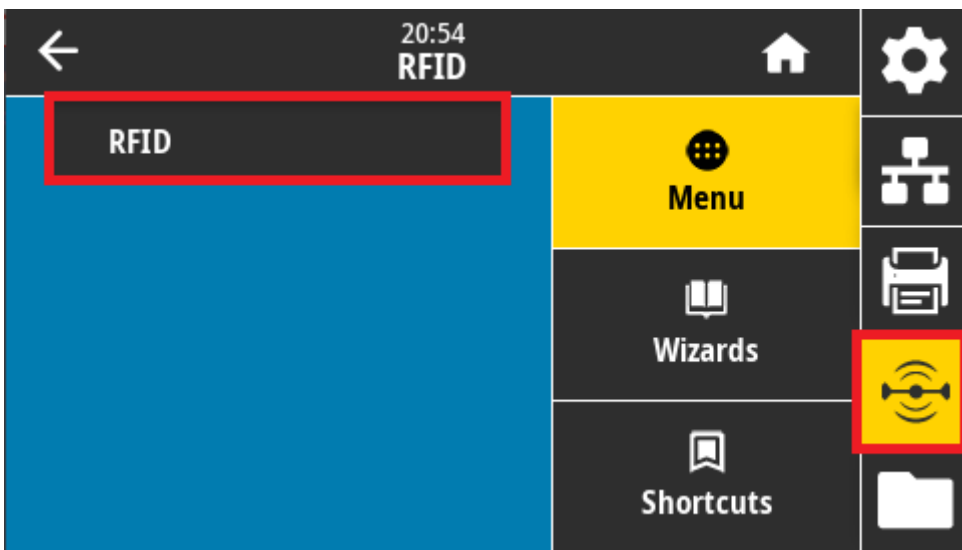 20:54
RFID
RFID
Menu
Wizards
Shortcuts